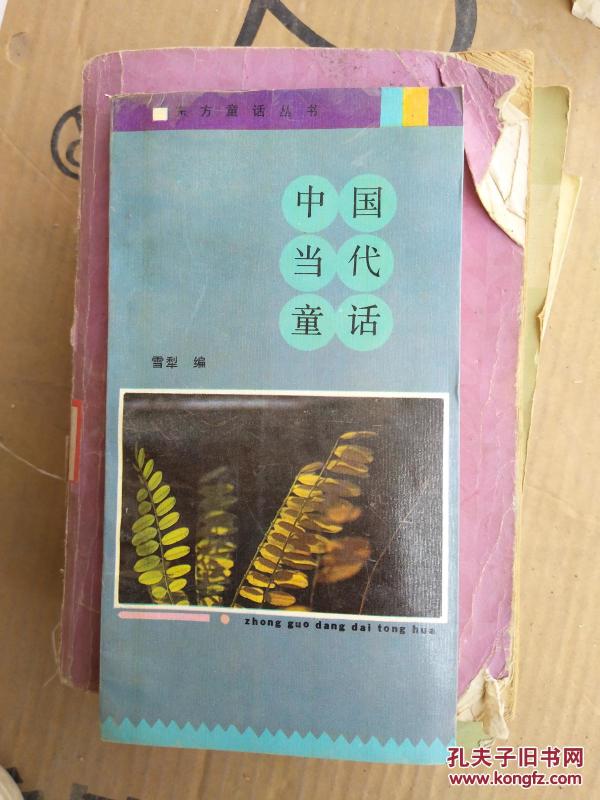 东方童话丛书
中国
当代
童话
雪犁 编
zhong guo dang dai tong hua
孔夫子旧书网
www.kongfz.com